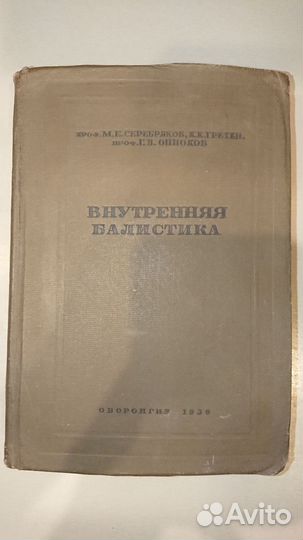 ПРОФ. М.Е. СЕРЕБРЯКОВ, К.К. ГРЕТЕН,
ПРОФ. Г.В. ОППОКОВ
ВНУТРЕННЯЯ
БАЛИСТИКА
ОБОРОНГИЗ 1939
Avito